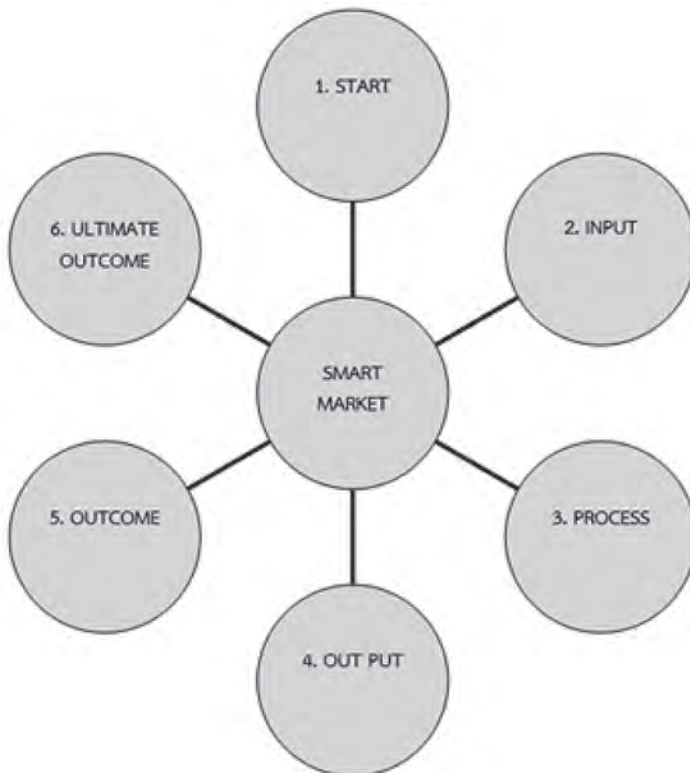 1. START
2. INPUT
3. PROCESS
4. OUT PUT
5. OUTCOME
6. ULTIMATE
OUTCOME
SMART
MARKET